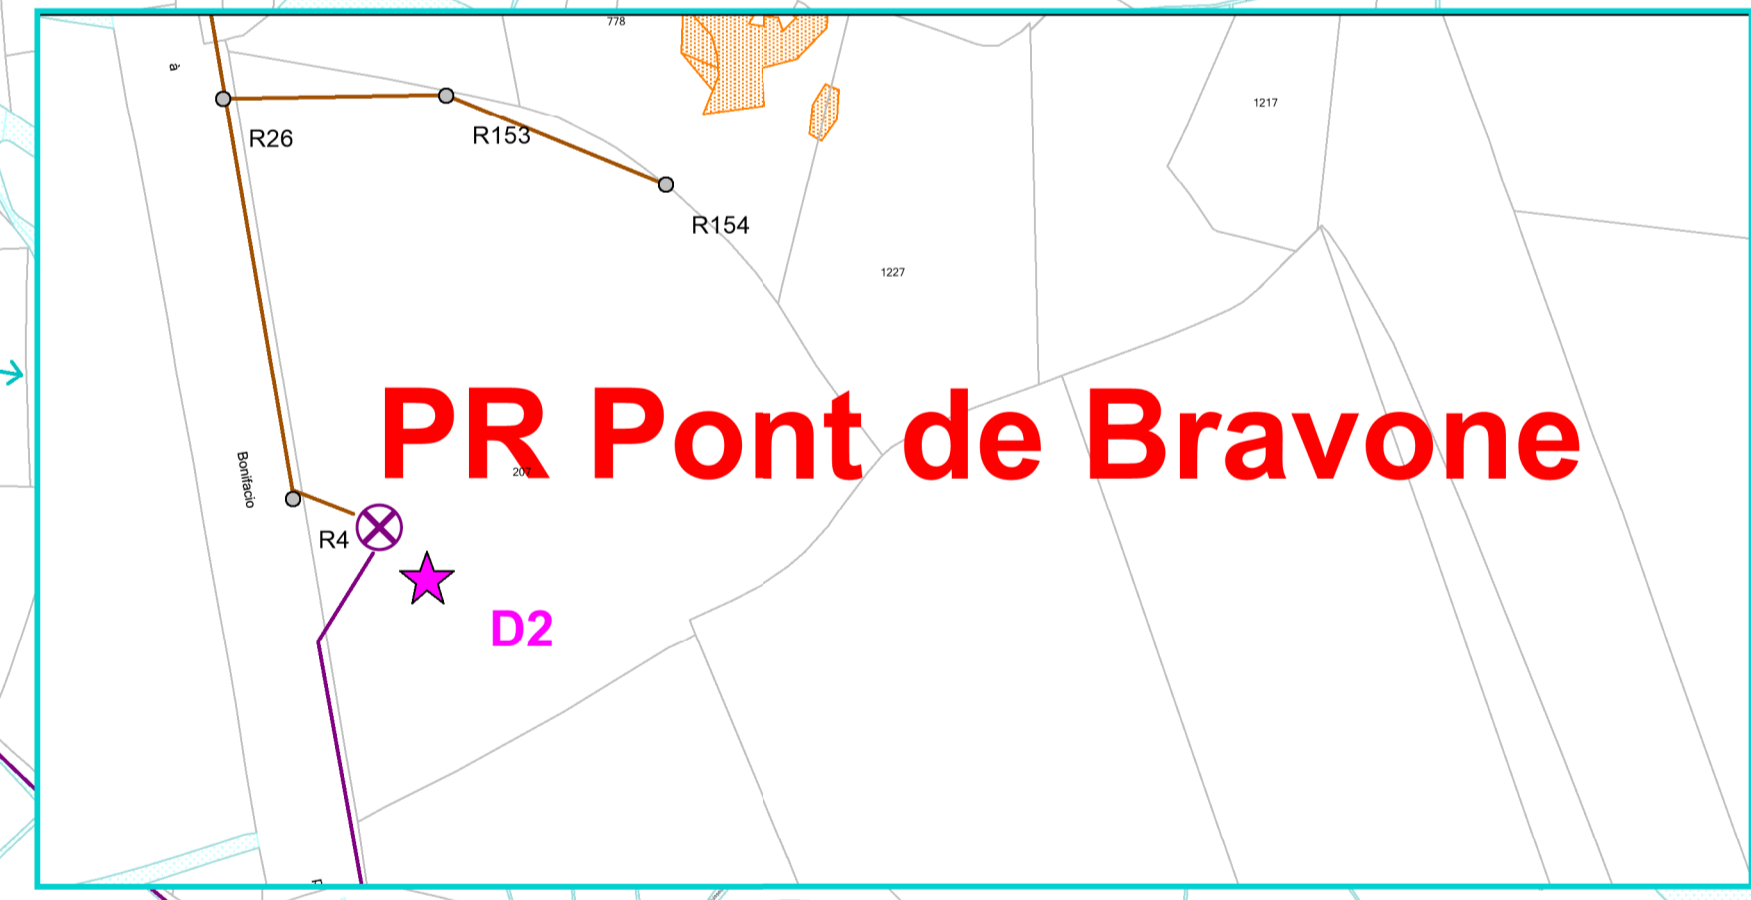 778
à
1217
R26
R153
R154
1227
PR Pont de Bravone
207
Bonifacio
R4
D2